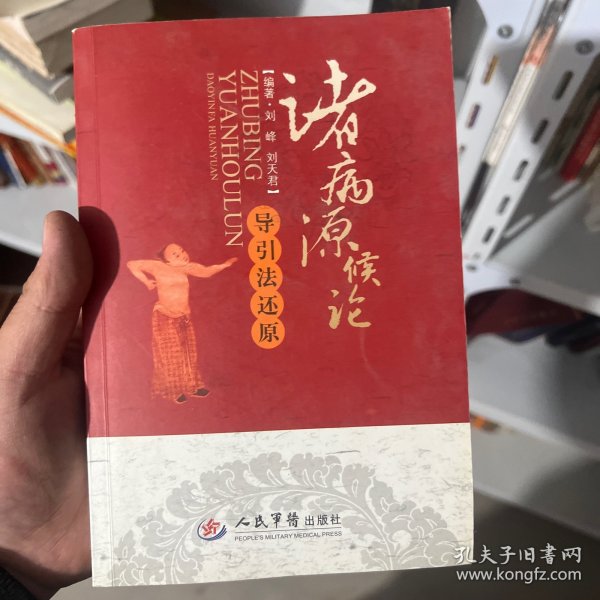 诸病源候论
导引法还原
【编著·刘 峰 刘天君】
ZHUBING
YUANHOULUN
DAOYINFA HUANYUAN
人民军医出版社
PEOPLE'S MILITARY MEDICAL PRESS
孔夫子旧书网
www.kongfz.com